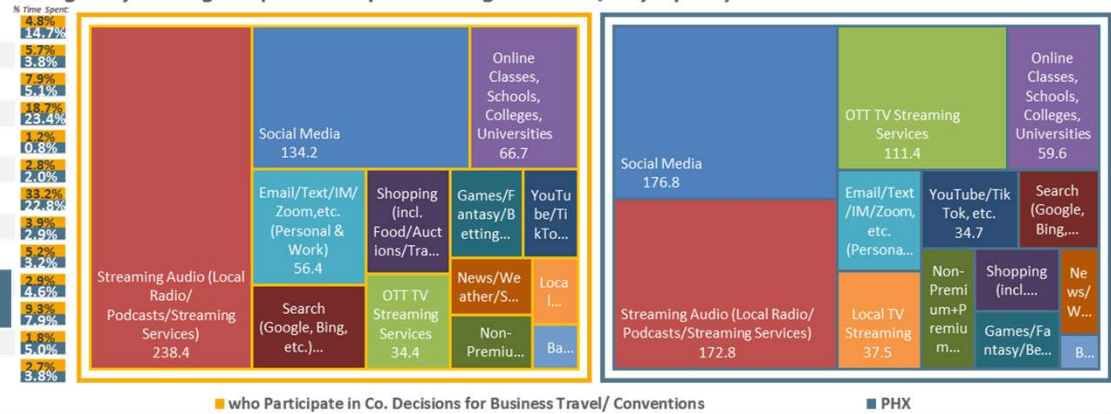 % Time Spent:
4.8%
14.7%
5.7%
3.8%
7.9%
5.1%
18.7%
23.4%
1.2%
0.8%
2.8%
2.0%
33.2%
22.8%
3.9%
2.9%
5.2%
3.2%
2.9%
4.6%
9.3%
7.9%
1.8%
5.0%
2.7%
3.8%
Streaming Audio (Local
Radio/
Podcasts/Streaming
Services)
238.4
Social Media
134.2
Online
Classes,
Schools,
Colleges,
Universities
66.7
Email/Text/IM/
Zoom,etc.
(Personal &
Work)
56.4
Search
(Google, Bing,
etc.)...
Shopping
(incl.
Food/Auct
ions/Tra...
OTT TV
Streaming
Services
34.4
Games/F
antasy/B
etting...
YouTu
be/Ti
kTo...
News/We
ather/S...
Loca
l...
Non-
Premiu...
Ba...
Social Media
176.8
Streaming Audio (Local Radio/
Podcasts/Streaming Services)
172.8
OTT TV Streaming
Services
111.4
Online
Classes,
Schools,
Colleges,
Universities
59.6
Email/Text
/IM/Zoom,
etc.
(Persona...
YouTube/Tik
Tok, etc.
34.7
Search
(Google,
Bing,...
Local TV
Streaming
37.5
Non-
Premi
um+P
remiu
m...
Shopping
(incl....
Ne
ws/
W...
Games/Fa
ntasy/Be...
B...
who Participate in Co. Decisions for Business Travel/ Conventions
PHX